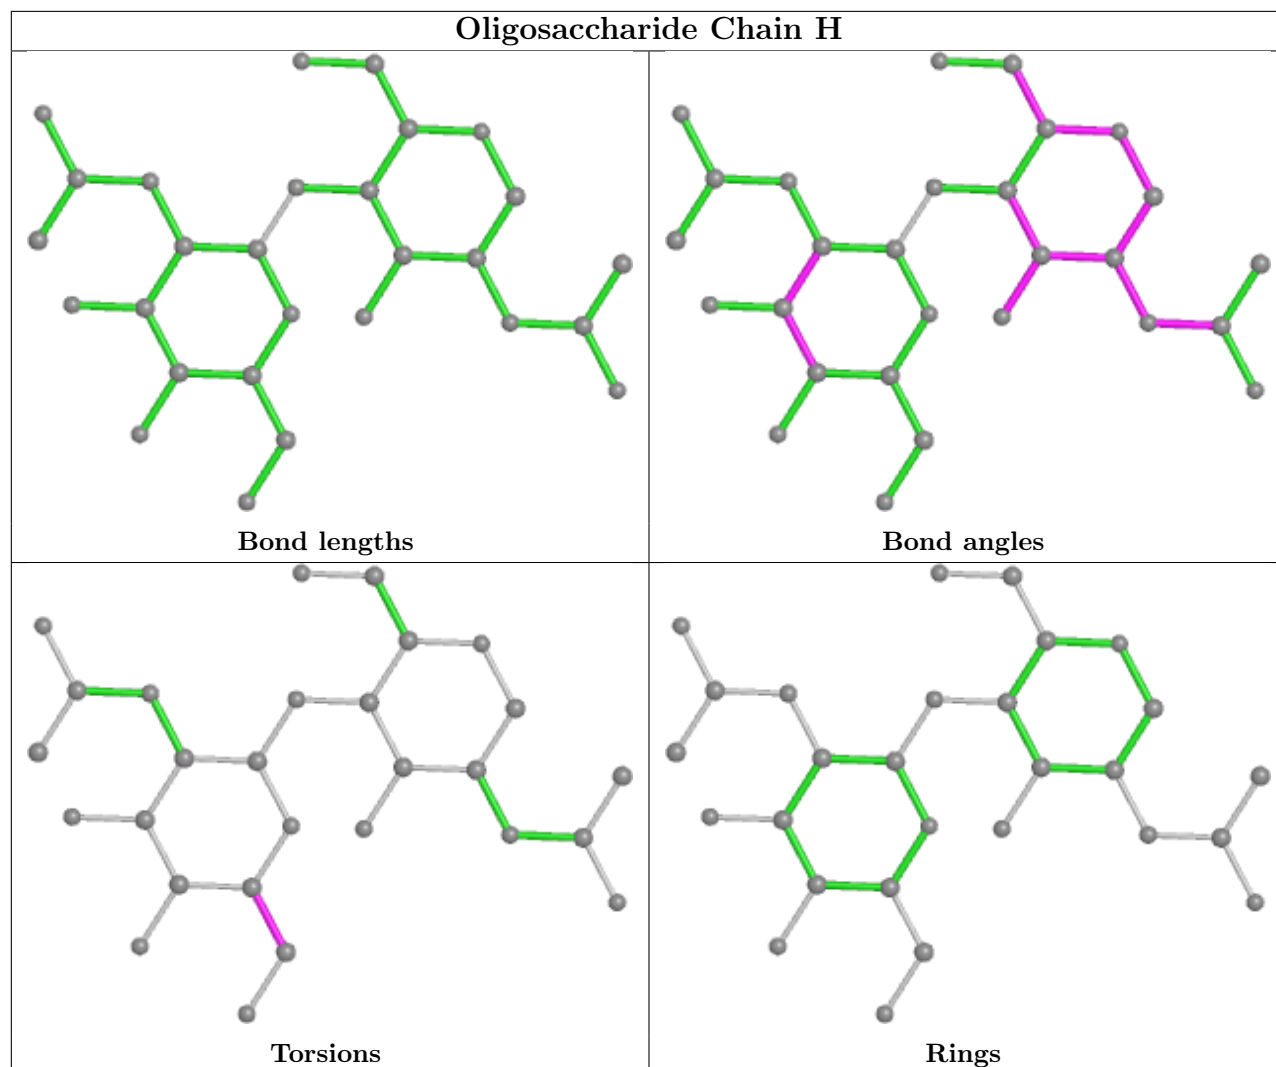 Oligosaccharide Chain H
Bond lengths
Bond angles
Torsions
Rings